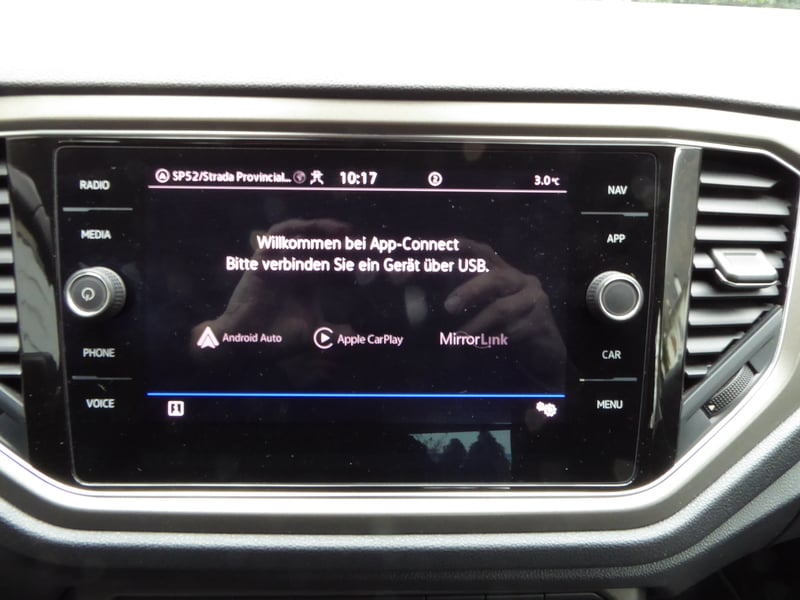 RADIO
MEDIA
PHONE
VOICE
SP52/Strada Provincial... 10:17 2 3.0°C
Willkommen bei App-Connect
Bitte verbinden Sie ein Gerät über USB.
Android Auto Apple CarPlay MirrorLink
NAV
APP
CAR
MENU